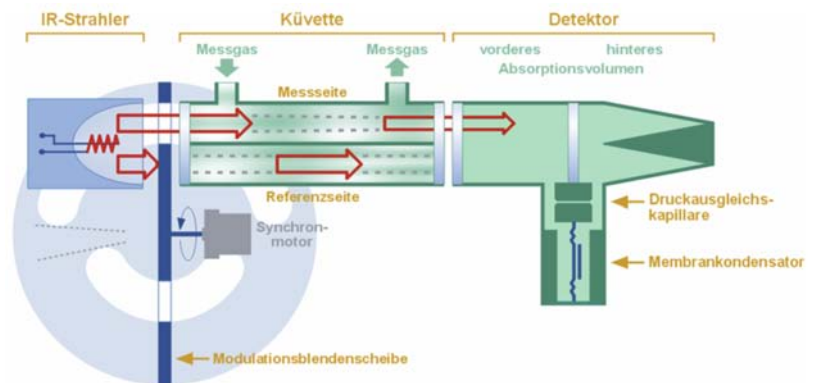 IR-Strahler
Küvette
Detektor
Messgas
Messgas
vorderes
hinteres
Absorptionsvolumen
Messseite
Referenzseite
Synchron-
motor
Druckausgleichs-
kapillare
Membrankondensator
Modulationsblendenscheibe